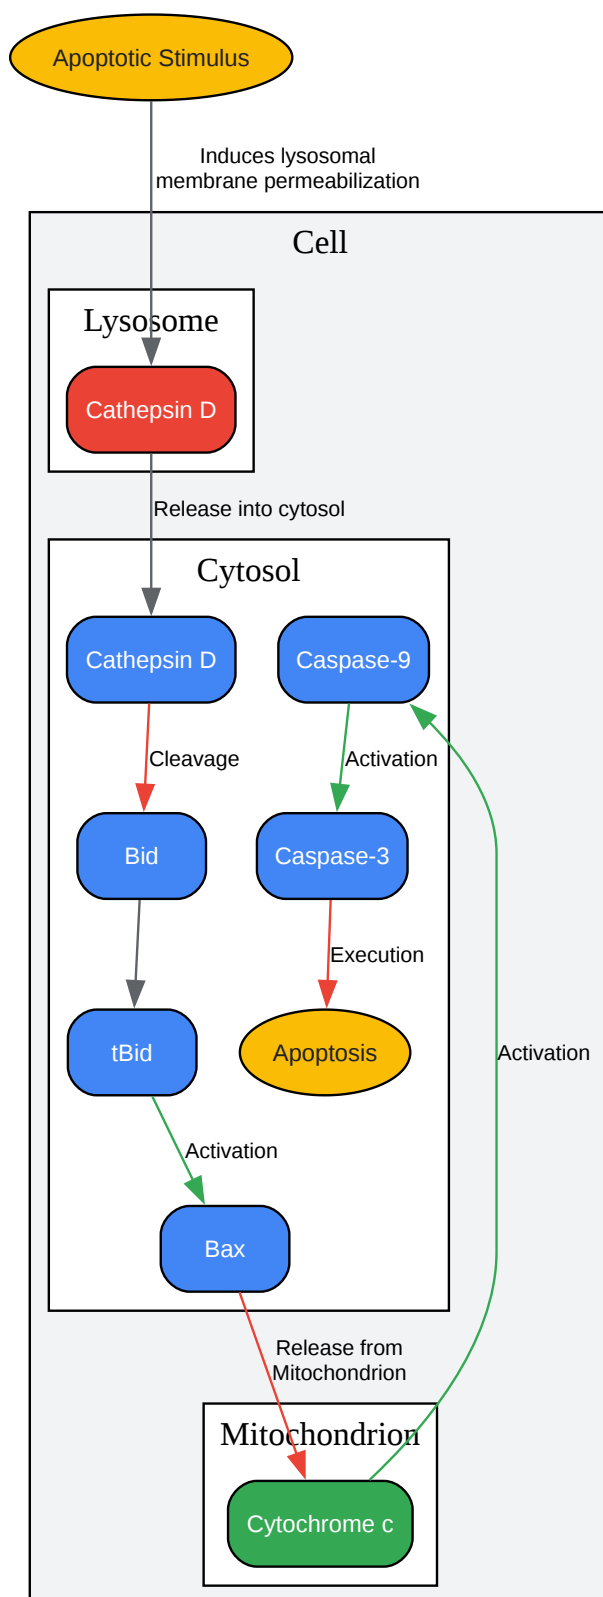 Apoptotic Stimulus
Induces lysosomal
membrane permeabilization
Cell
Lysosome
Cathepsin D
Release into cytosol
Cytosol
Cathepsin D
Caspase-9
Cleavage
Activation
Bid
Caspase-3
Execution
tBid
Apoptosis
Activation
Activation
Bax
Release from
Mitochondrion
Mitochondrion
Cytochrome c